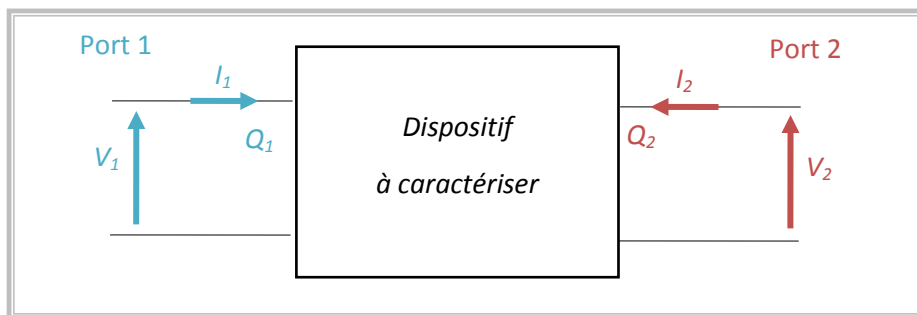 Port 1
Port 2
I1
I2
Dispositif
Q1
Q2
V1
à caractériser
V2